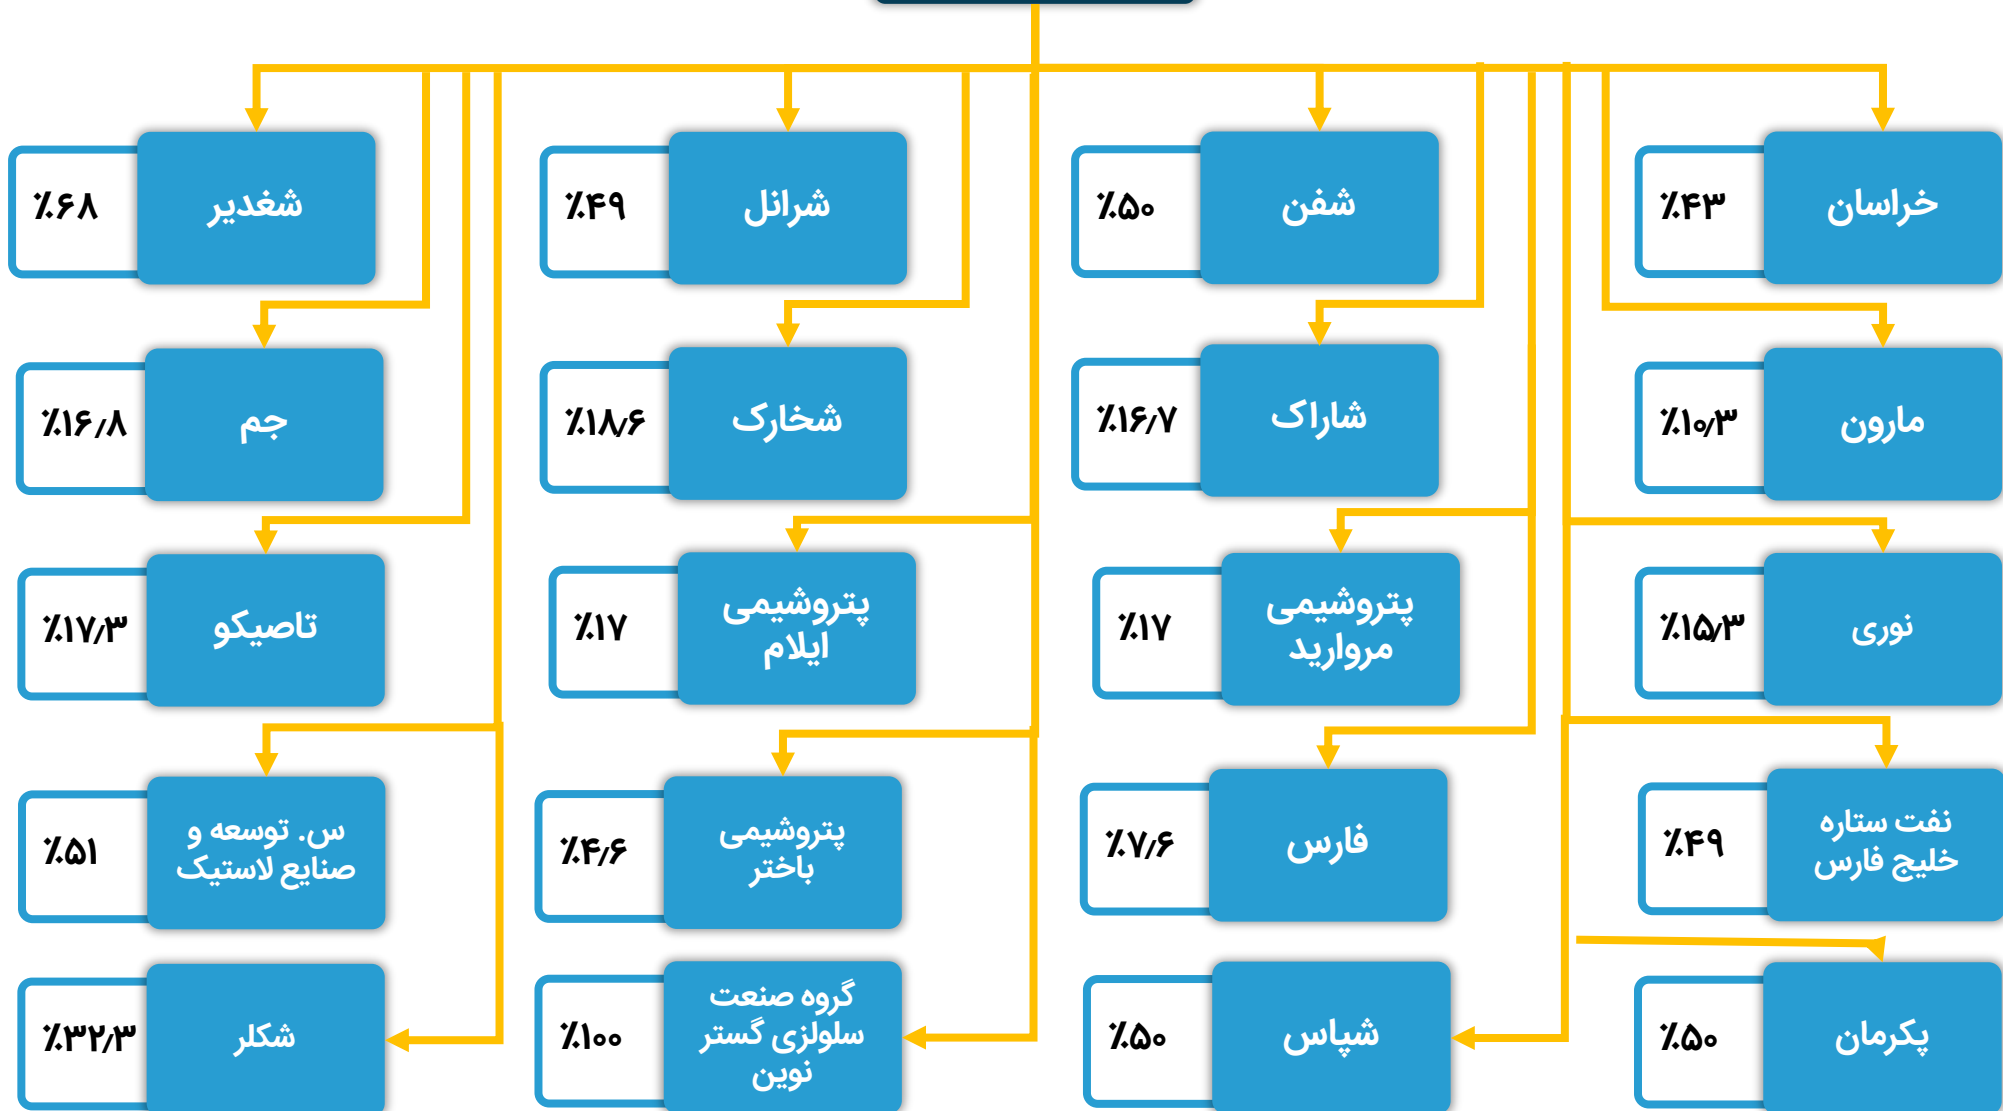 خراسان
٪۴۳
شفن
٪۵۰
شرانل
٪۴۹
شغدیر
٪۶۸
مارون
٪۱۰٫۳
شاراک
٪۱۶٫۷
شخارک
٪۱۸٫۶
جم
٪۱۶٫۸
نوری
٪۱۵٫۳
پتروشیمی
مروارید
٪۱۷
پتروشیمی
ایلام
٪۱۷
تاصیکو
٪۱۷٫۳
نفت ستاره
خلیج فارس
٪۴۹
فارس
٪۷٫۶
پتروشیمی
باختر
٪۴٫۶
س. توسعه و
صنایع لاستیک
٪۵۱
پکرمان
٪۵۰
شپاس
٪۵۰
گروه صنعت
سلولزی گستر
نوین
٪۱۰۰
شکلر
٪۳۲٫۳